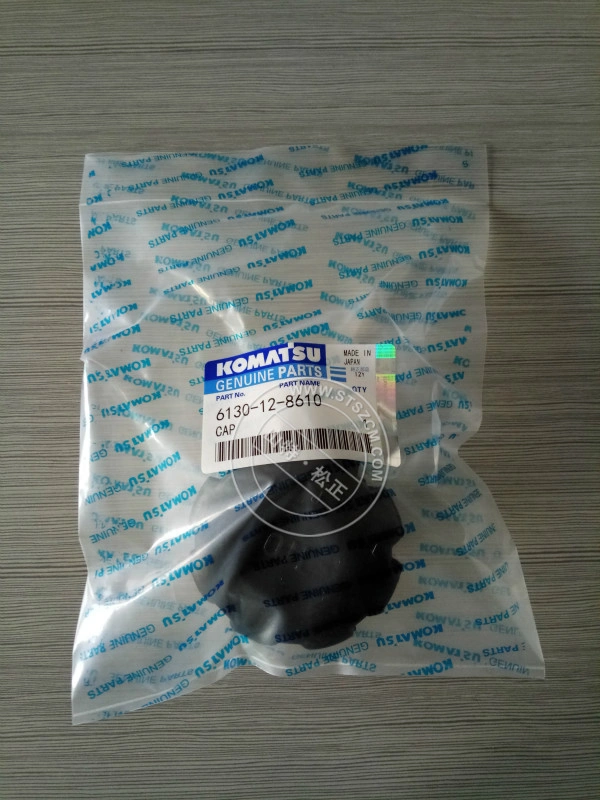 KOMATSU
GENUINE PARTS
MADE IN
JAPAN
PART No.
PART NAME
QTY
6130-12-8610
CAP
121
WWW.STSZCM.COM
松正
KOMATSU
GENUINE PARTS